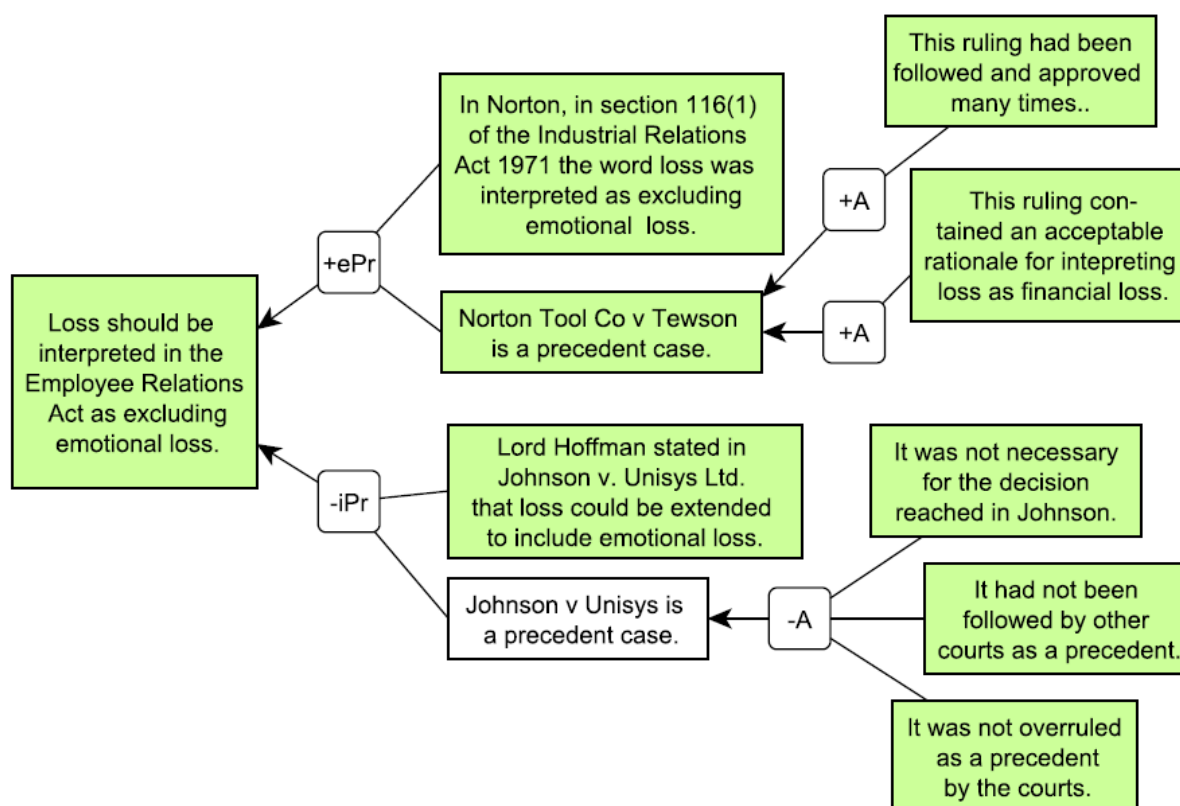 This ruling had been
followed and approved
many times..
In Norton, in section 116(1)
of the Industrial Relations
Act 1971 the word loss was
interpreted as excluding
emotional loss.
+A
This ruling con-
tained an acceptable
rationale for intepreting
loss as financial loss.
+ePr
Loss should be
interpreted in the
Employee Relations
Act as excluding
emotional loss.
Norton Tool Co v Tewson
is a precedent case.
+A
Lord Hoffman stated in
Johnson v. Unisys Ltd.
that loss could be extended
to include emotional loss.
It was not necessary
for the decision
reached in Johnson.
-iPr
Johnson v Unisys is
a precedent case.
-A
It had not been
followed by other
courts as a precedent.
It was not overruled
as a precedent
by the courts.